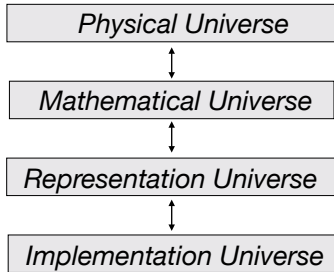 Physical Universe
Mathematical Universe
Representation Universe
Implementation Universe